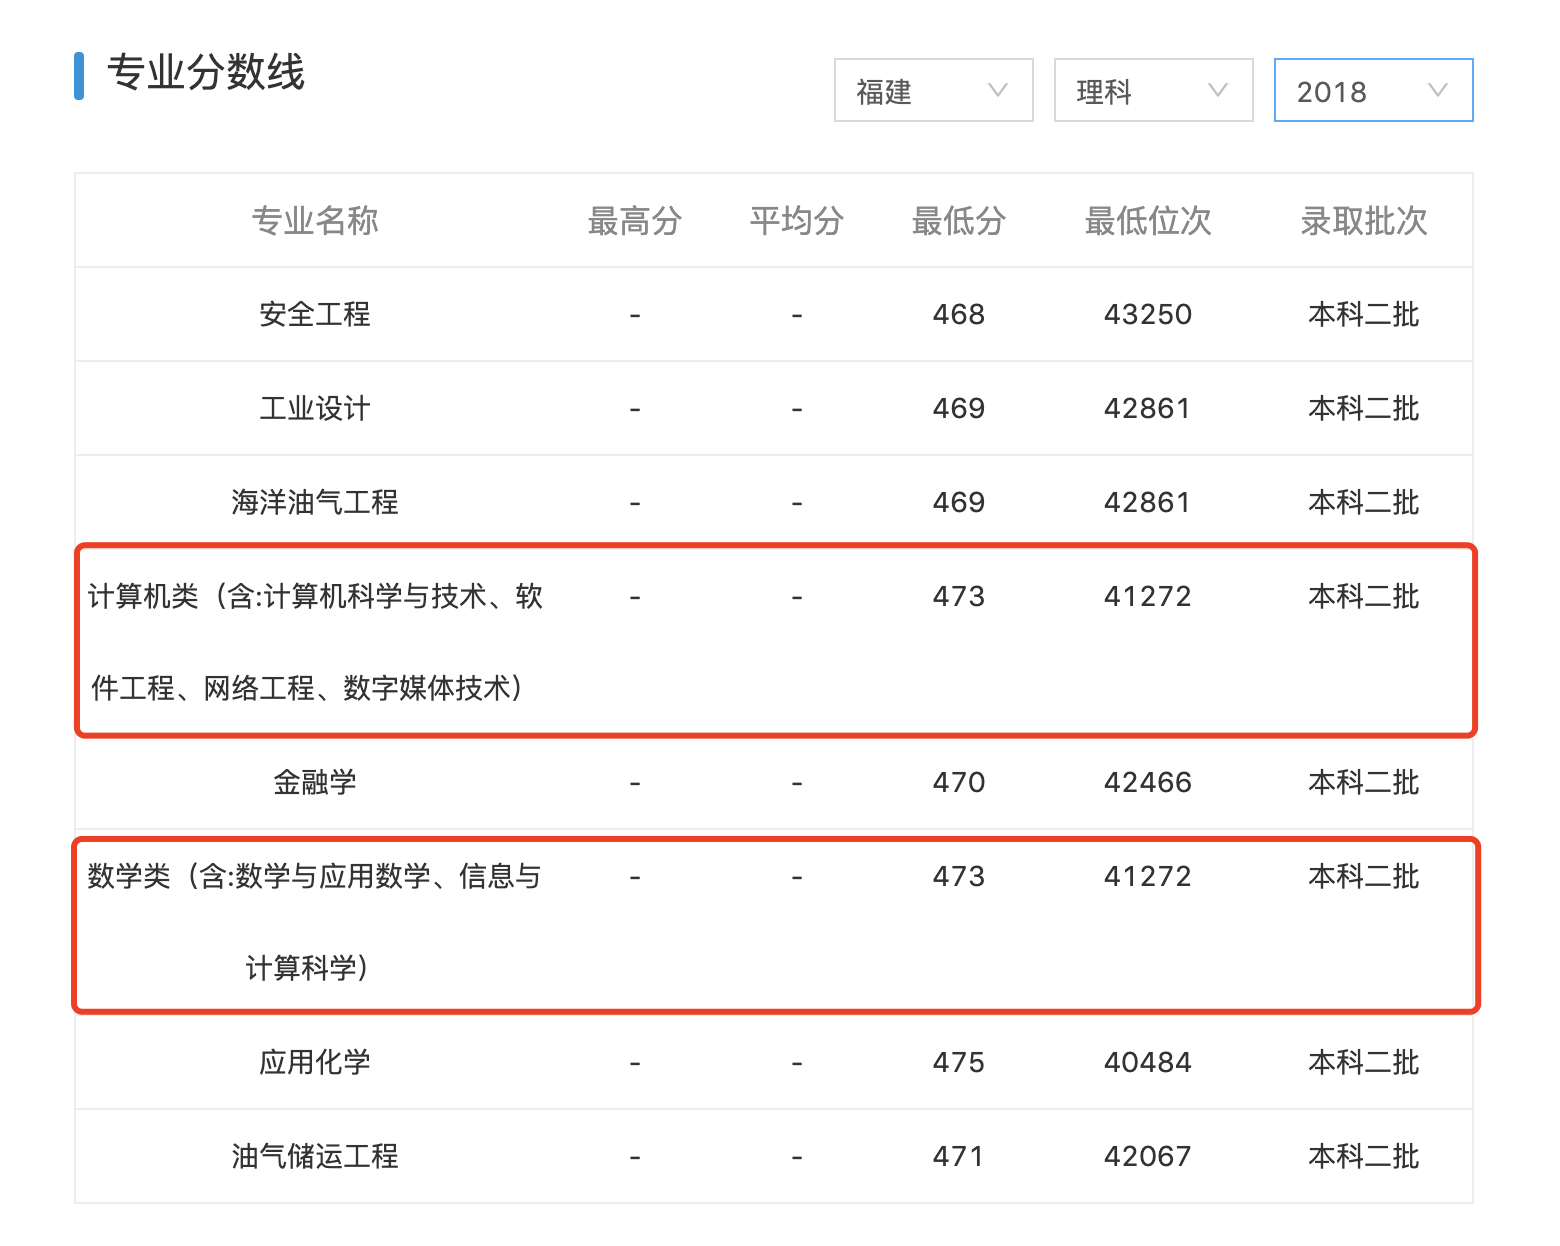 专业分数线
福建 理科 2018
专业名称 最高分 平均分 最低分 最低位次 录取批次
安全工程 - - 468 43250 本科二批
工业设计 - - 469 42861 本科二批
海洋油气工程 - - 469 42861 本科二批
计算机类（含:计算机科学与技术、软 - - 473 41272 本科二批
件工程、网络工程、数字媒体技术）
金融学 - - 470 42466 本科二批
数学类（含:数学与应用数学、信息与 - - 473 41272 本科二批
计算科学）
应用化学 - - 475 40484 本科二批
油气储运工程 - - 471 42067 本科二批